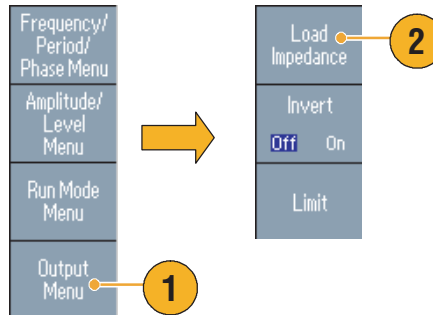 Frequency/
Period/
Phase Menu
Amplitude/
Level
Menu
Run Mode
Menu
Output
Menu
1
Load
Impedance
2
Invert
Off On
Limit